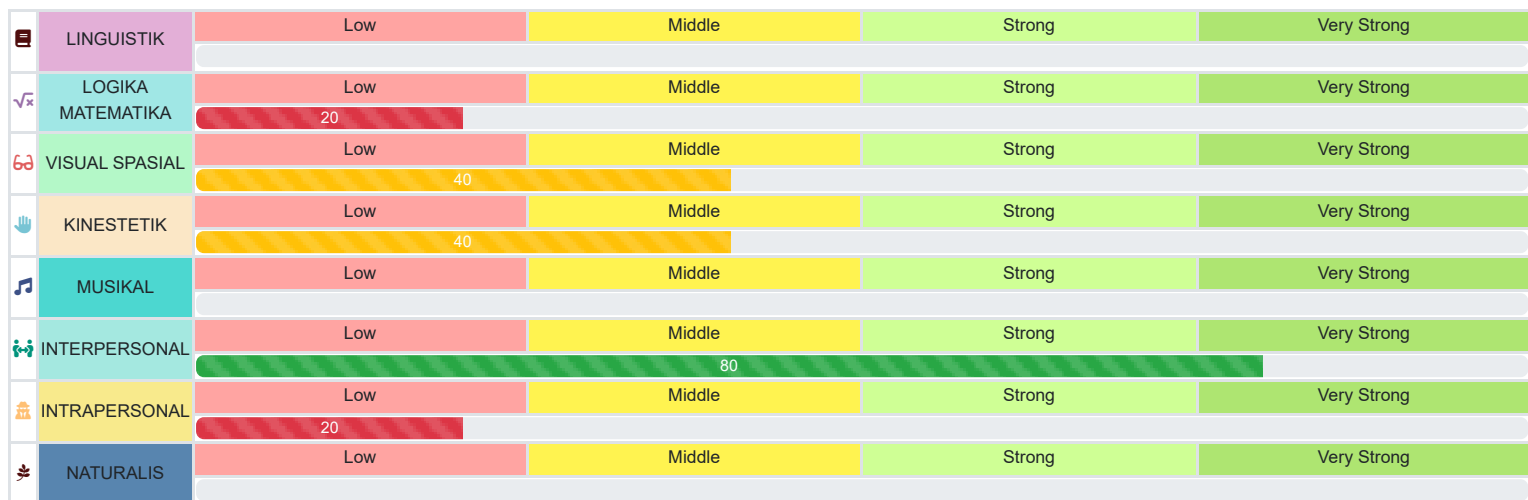 Low Middle Strong Very Strong
LINGUISTIK
LOGIKA
MATEMATIKA
Low Middle Strong Very Strong
20
VISUAL SPASIAL
Low Middle Strong Very Strong
40
KINESTETIK
Low Middle Strong Very Strong
40
MUSIKAL
Low Middle Strong Very Strong
INTERPERSONAL
Low Middle Strong Very Strong
80
INTRAPERSONAL
Low Middle Strong Very Strong
20
NATURALIS
Low Middle Strong Very Strong